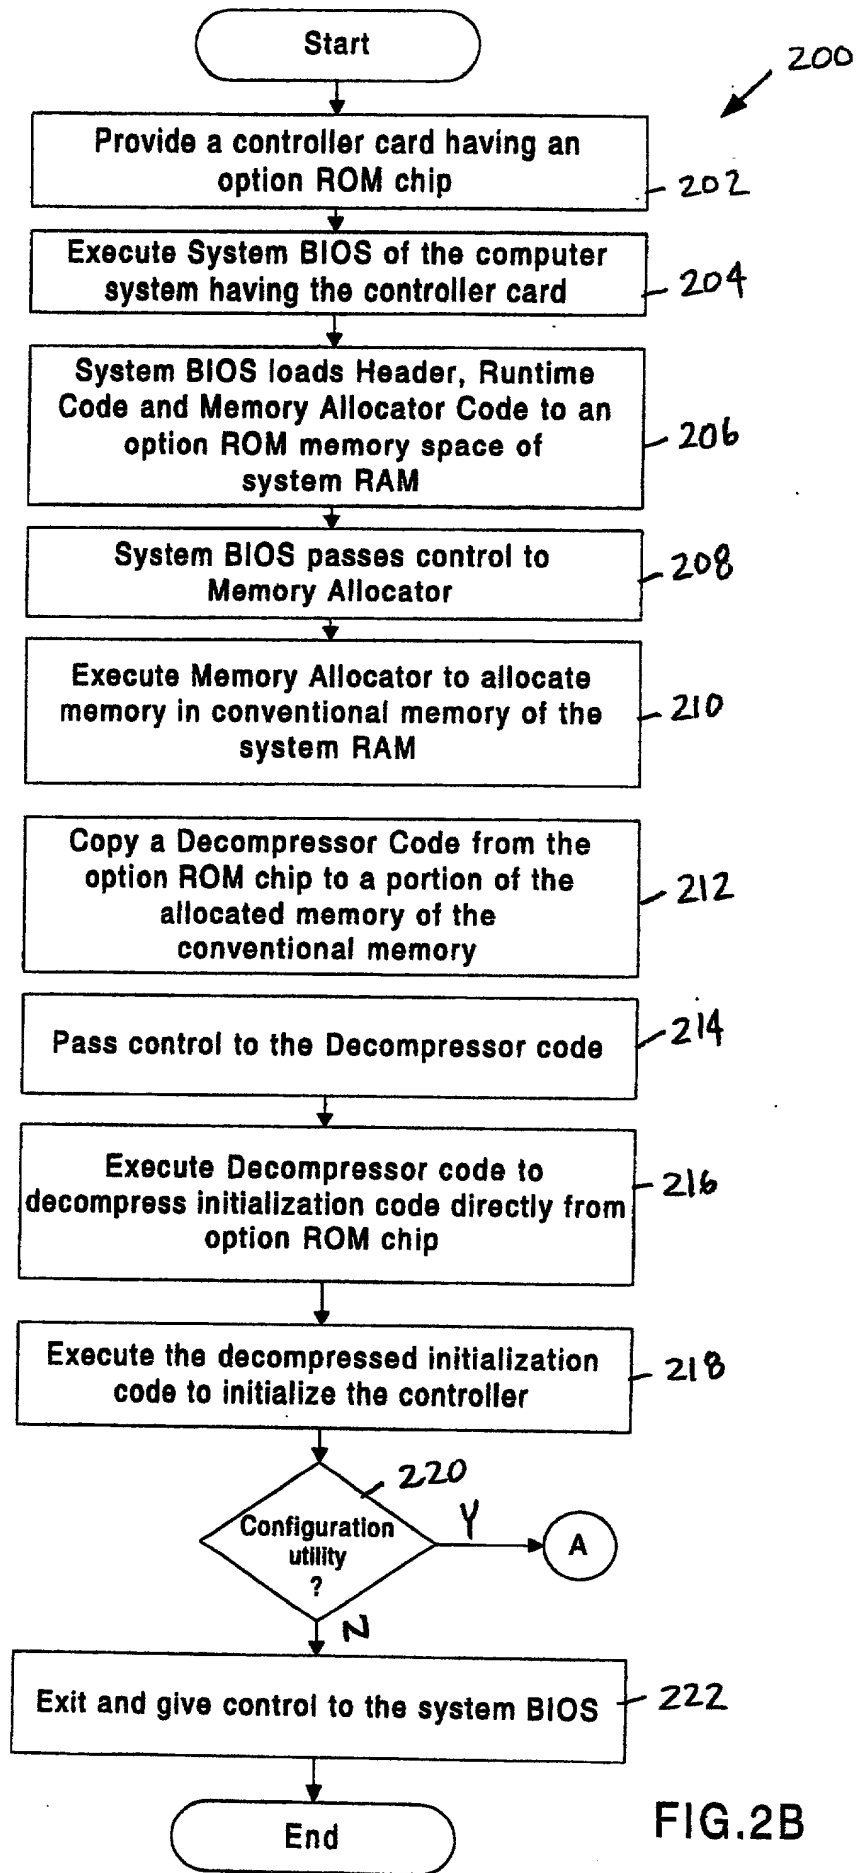 Start
200
Provide a controller card having an
option ROM chip
202
Execute System BIOS of the computer
system having the controller card
204
System BIOS loads Header, Runtime
Code and Memory Allocator Code to an
option ROM memory space of
system RAM
206
System BIOS passes control to
Memory Allocator
208
Execute Memory Allocator to allocate
memory in conventional memory of the
system RAM
210
Copy a Decompressor Code from the
option ROM chip to a portion of the
allocated memory of the
conventional memory
212
Pass control to the Decompressor code
214
Execute Decompressor code to
decompress initialization code directly from
option ROM chip
216
Execute the decompressed initialization
code to initialize the controller
218
220
Configuration
utility
?
Y
A
N
Exit and give control to the system BIOS
222
End
FIG.2B